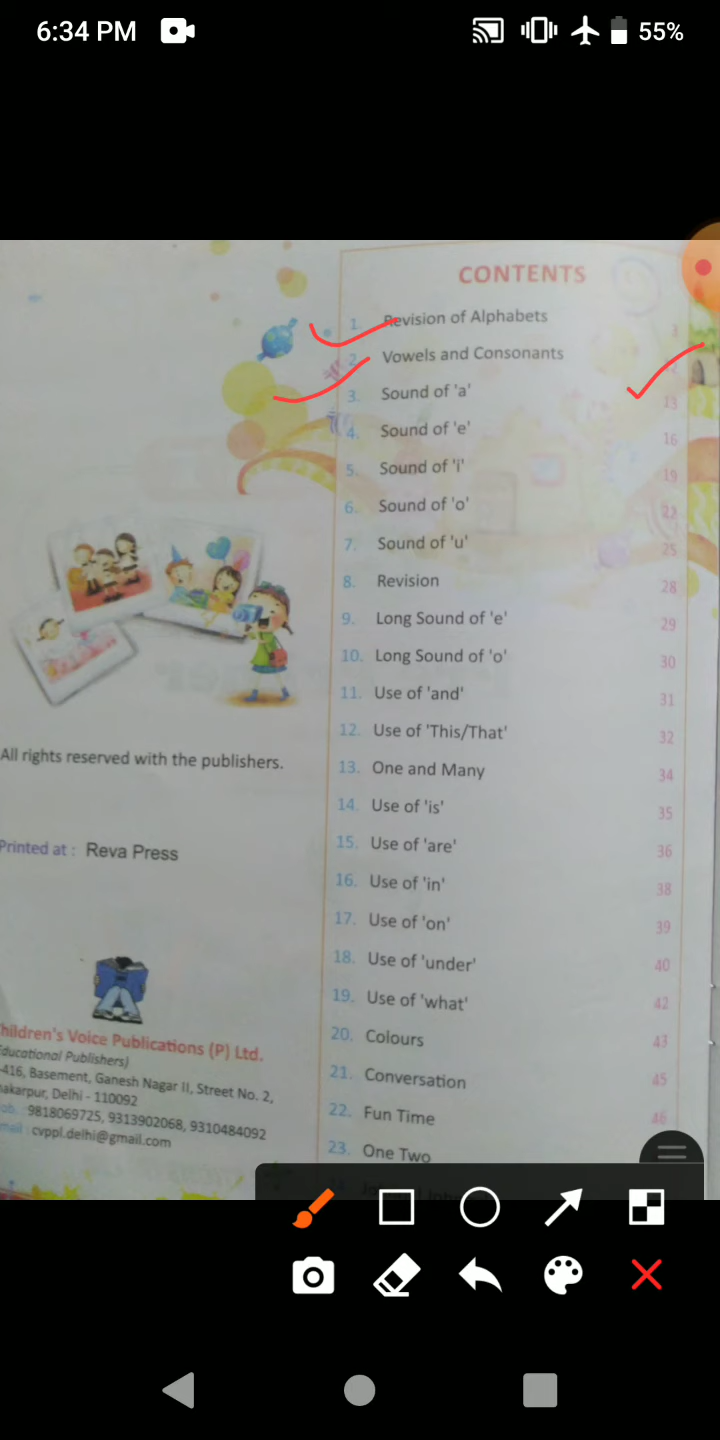 6:34 PM
55%
CONTENTS
1. Revision of Alphabets 3
2. Vowels and Consonants 12
3. Sound of 'a' 13
4. Sound of 'e' 16
5. Sound of 'i' 19
6. Sound of 'o' 22
7. Sound of 'u' 25
8. Revision 28
9. Long Sound of 'e' 29
10. Long Sound of 'o' 30
11. Use of 'and' 31
12. Use of 'This/That' 32
13. One and Many 34
14. Use of 'is' 35
15. Use of 'are' 36
16. Use of 'in' 38
17. Use of 'on' 39
18. Use of 'under' 40
19. Use of 'what' 42
20. Colours 43
21. Conversation 45
22. Fun Time 46
23. One Two
All rights reserved with the publishers.
Printed at : Reva Press
hildren's Voice Publications (P) Ltd.
ducational Publishers)
-416, Basement, Ganesh Nagar II, Street No. 2,
akarpur, Delhi - 110092
ob. : 9818069725, 9313902068, 9310484092
mail : cvppl.delhi@gmail.com